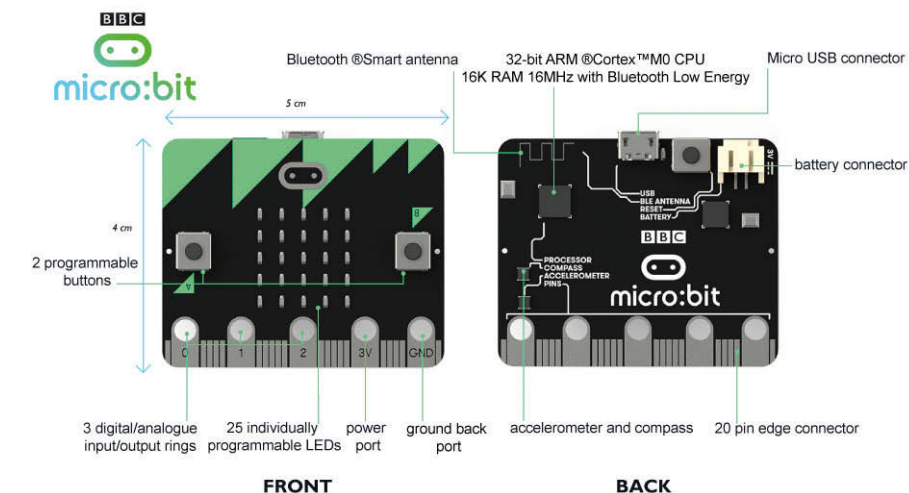 BBC
micro:bit
Bluetooth ®Smart antenna
32-bit ARM ®Cortex™M0 CPU
16K RAM 16MHz with Bluetooth Low Energy
Micro USB connector
5 cm
battery connector
3V
4 cm
B
USB
BLE ANTENNA
RESET
BATTERY
BBC
2 programmable
buttons
A
PROCESSOR
COMPASS
ACCELEROMETER
PINS
micro:bit
0
1
2
3V
GND
3 digital/analogue
input/output rings
25 individually
programmable LEDs
power
port
ground back
port
accelerometer and compass
20 pin edge connector
FRONT
BACK